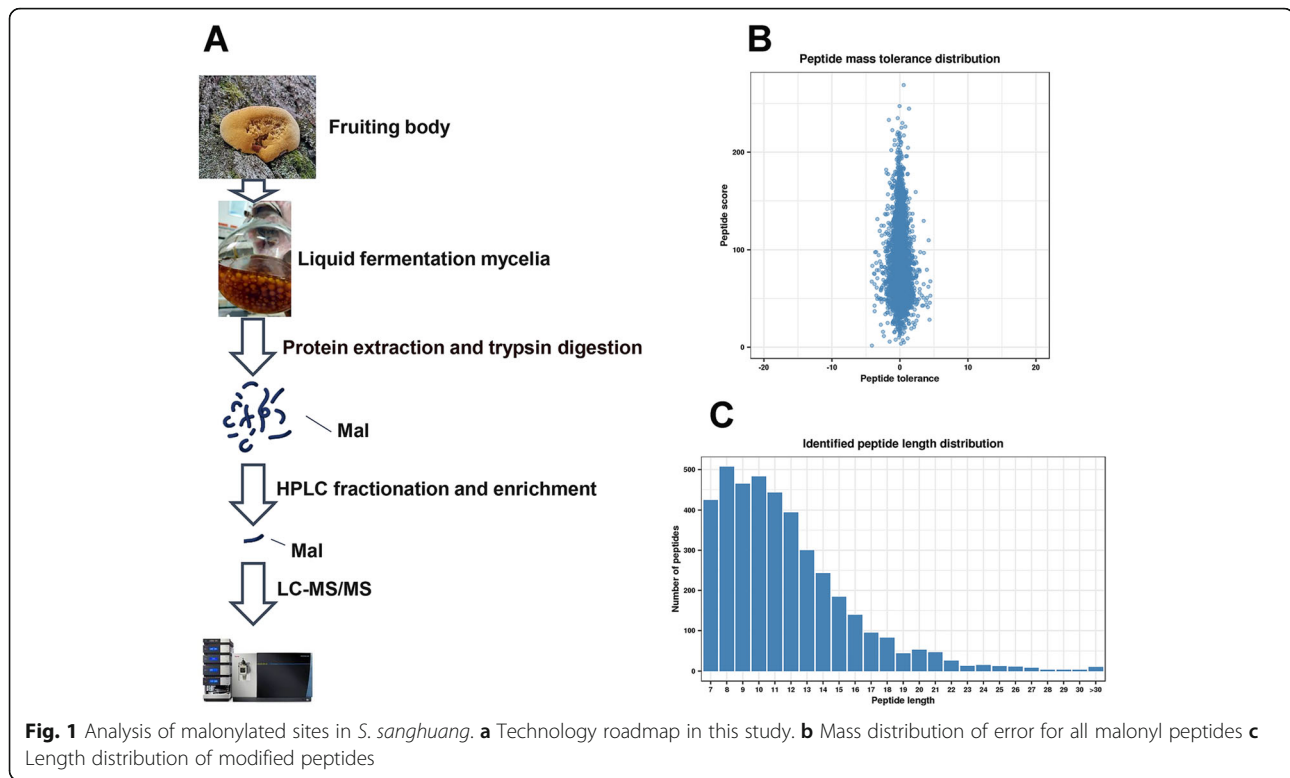 A
Fruiting body
Liquid fermentation mycelia
Protein extraction and trypsin digestion
Mal
HPLC fractionation and enrichment
Mal
LC-MS/MS
B
Peptide mass tolerance distribution
Peptide score
200
100
0
-20 -10 0 10 20
Peptide tolerance
C
Identified peptide length distribution
Number of peptides
500
400
300
200
100
0
7 8 9 10 11 12 13 14 15 16 17 18 19 20 21 22 23 24 25 26 27 28 29 30 >30
Peptide length
Fig. 1 Analysis of malonylated sites in S. sanghuang. a Technology roadmap in this study. b Mass distribution of error for all malonyl peptides c
Length distribution of modified peptides